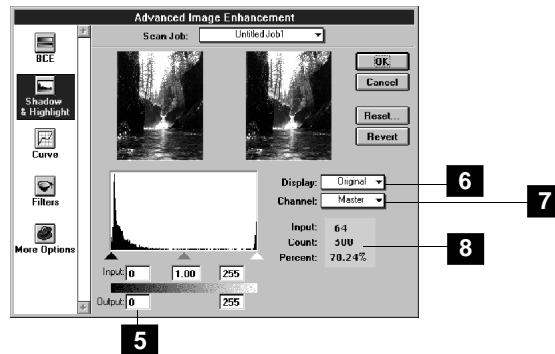 Advanced Image Enhancement
Scan Job: Untitled Job1
BCE
OK
Cancel
Shadow
& Highlight
Reset...
Revert
Curve
Display: Original
6
Channel: Master
7
Filters
Input: 64
Count: 300
8
Percent: 70.24%
More Options
Input: 0 1.00 255
Output: 0 255
5